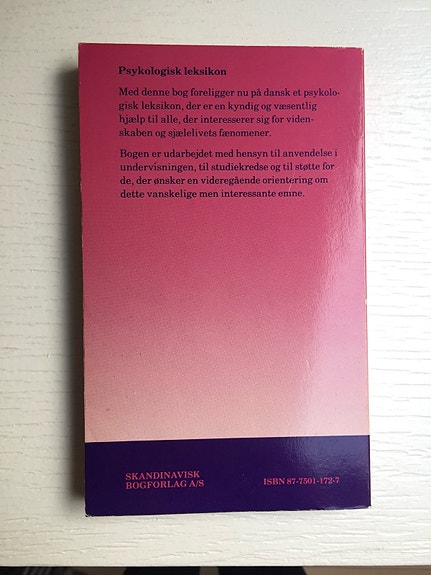 Psykologisk leksikon
Med denne bog foreligger nu på dansk et psykolo-
gisk leksikon, der er en kyndig og væsentlig
hjælp til alle, der interesserer sig for viden-
skaben og sjælelivets fænomener.
Bogen er udarbejdet med hensyn til anvendelse i
undervisningen, til studiekredse og til støtte for
de, der ønsker en videregående orientering om
dette vanskelige men interessante emne.
SKANDINAVISK
BOGFORLAG A/S
ISBN 87-7501-172-7